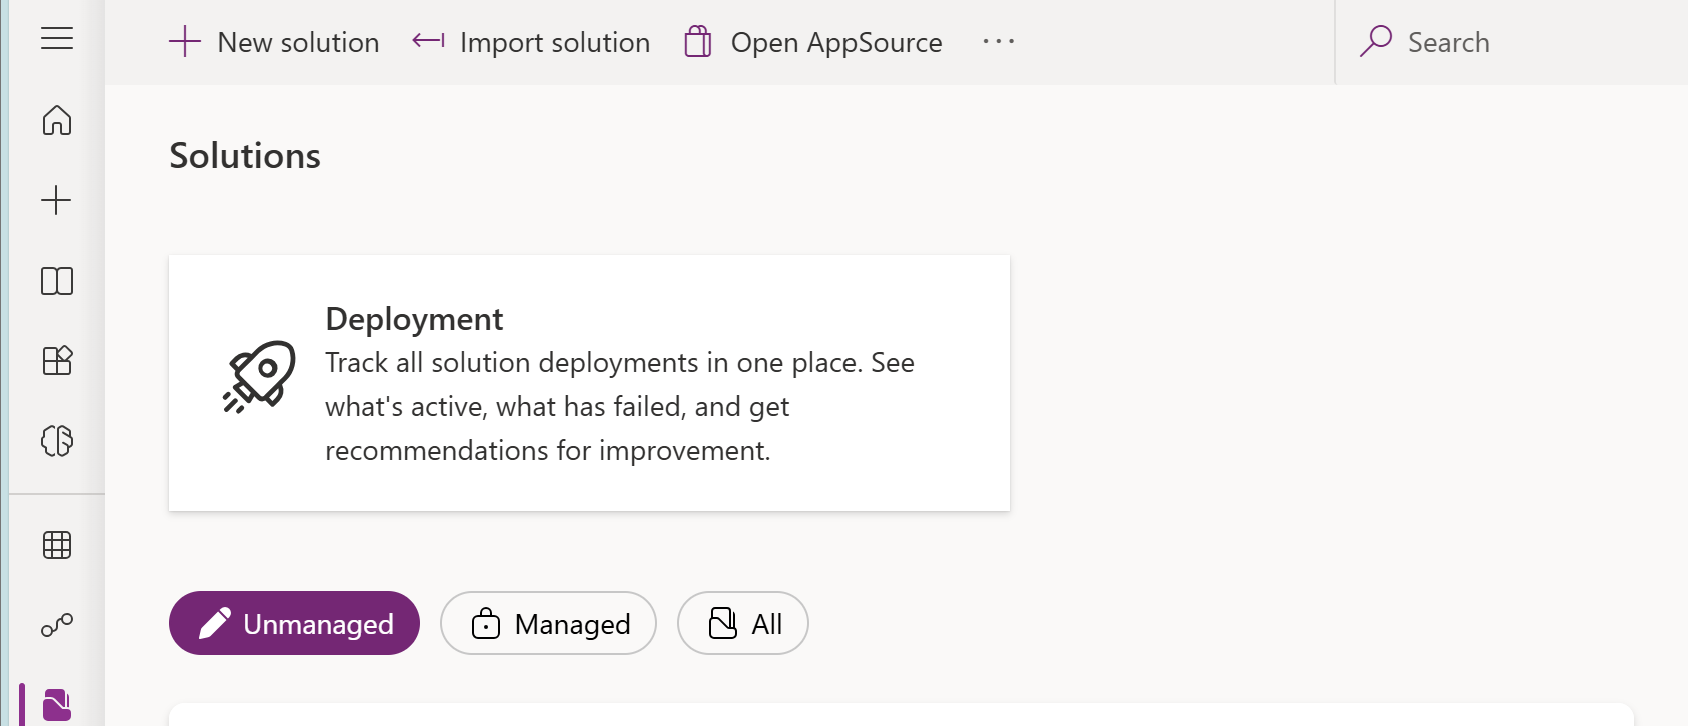 New solution Import solution Open AppSource ··· Search
Solutions
Deployment
Track all solution deployments in one place. See
what's active, what has failed, and get
recommendations for improvement.
Unmanaged Managed All